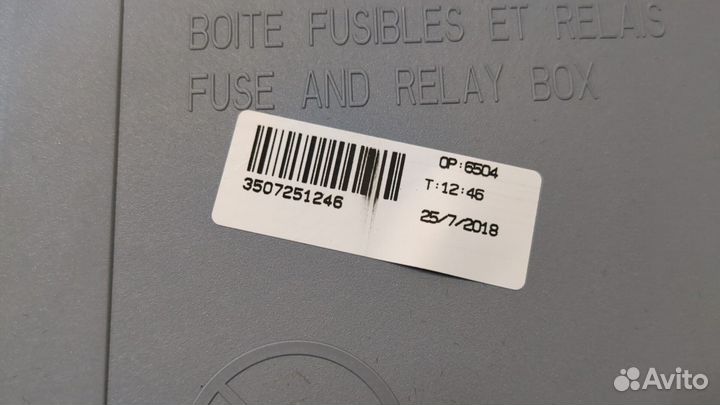 BOITE FUSIBLES ET RELAIS
FUSE AND RELAY BOX
3507251246
OP:6504
T:12:46
25/7/2018
Avito